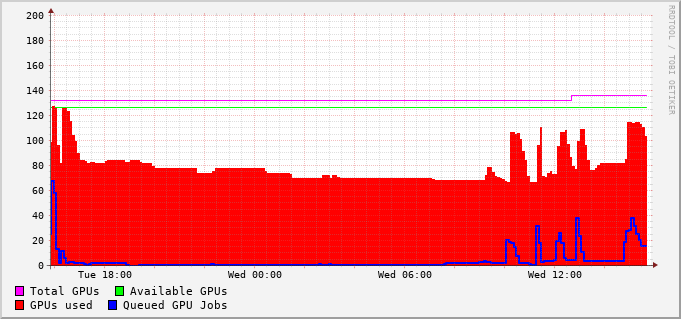 200
180
160
140
120
100
80
60
40
20
0
Tue 18:00 Wed 00:00 Wed 06:00 Wed 12:00
Total GPUs Available GPUs
GPUs used Queued GPU Jobs
RRDTOOL / TOBI OETIKER